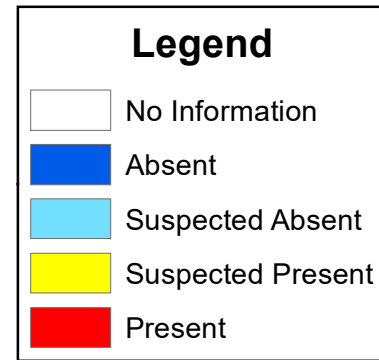 Legend
No Information
Absent
Suspected Absent
Suspected Present
Present